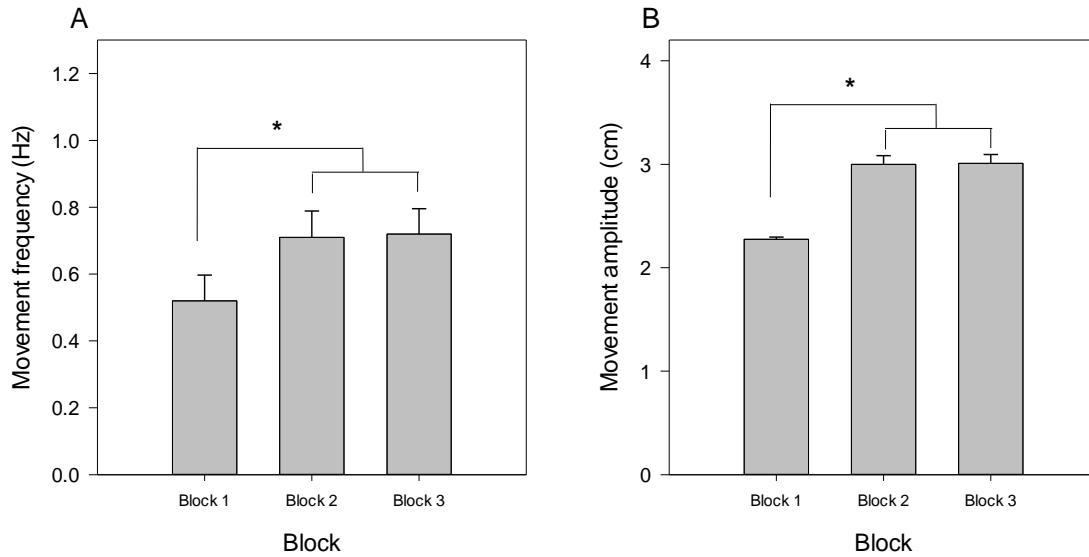 A
Movement frequency (Hz)
1.2
1.0
0.8
0.6
0.4
0.2
0.0
*
Block 1 Block 2 Block 3
Block
B
Movement amplitude (cm)
4
3
2
1
0
*
Block 1 Block 2 Block 3
Block